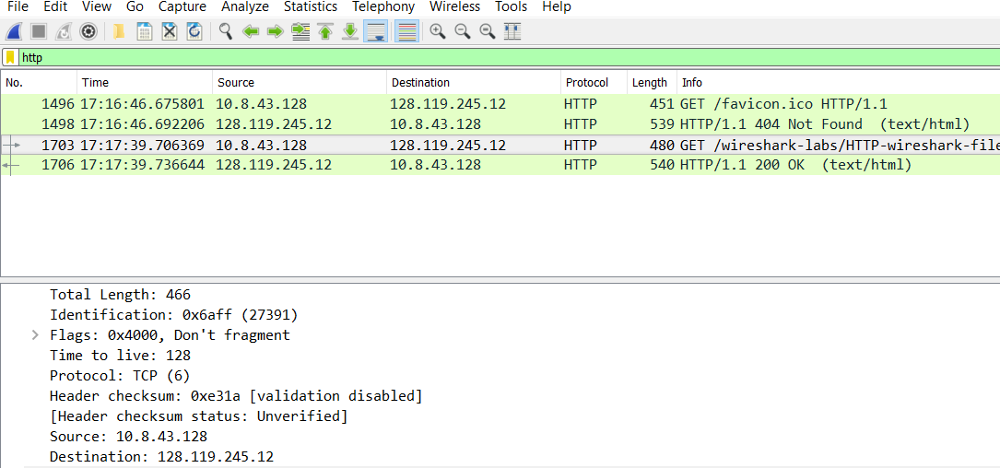 File Edit View Go Capture Analyze Statistics Telephony Wireless Tools Help
http
No. Time Source Destination Protocol Length Info
1496 17:16:46.675801 10.8.43.128 128.119.245.12 HTTP 451 GET /favicon.ico HTTP/1.1
1498 17:16:46.692206 128.119.245.12 10.8.43.128 HTTP 539 HTTP/1.1 404 Not Found (text/html)
1703 17:17:39.706369 10.8.43.128 128.119.245.12 HTTP 480 GET /wireshark-labs/HTTP-wireshark-file
1706 17:17:39.736644 128.119.245.12 10.8.43.128 HTTP 540 HTTP/1.1 200 OK (text/html)
Total Length: 466
Identification: 0x6aff (27391)
Flags: 0x4000, Don't fragment
Time to live: 128
Protocol: TCP (6)
Header checksum: 0xe31a [validation disabled]
[Header checksum status: Unverified]
Source: 10.8.43.128
Destination: 128.119.245.12